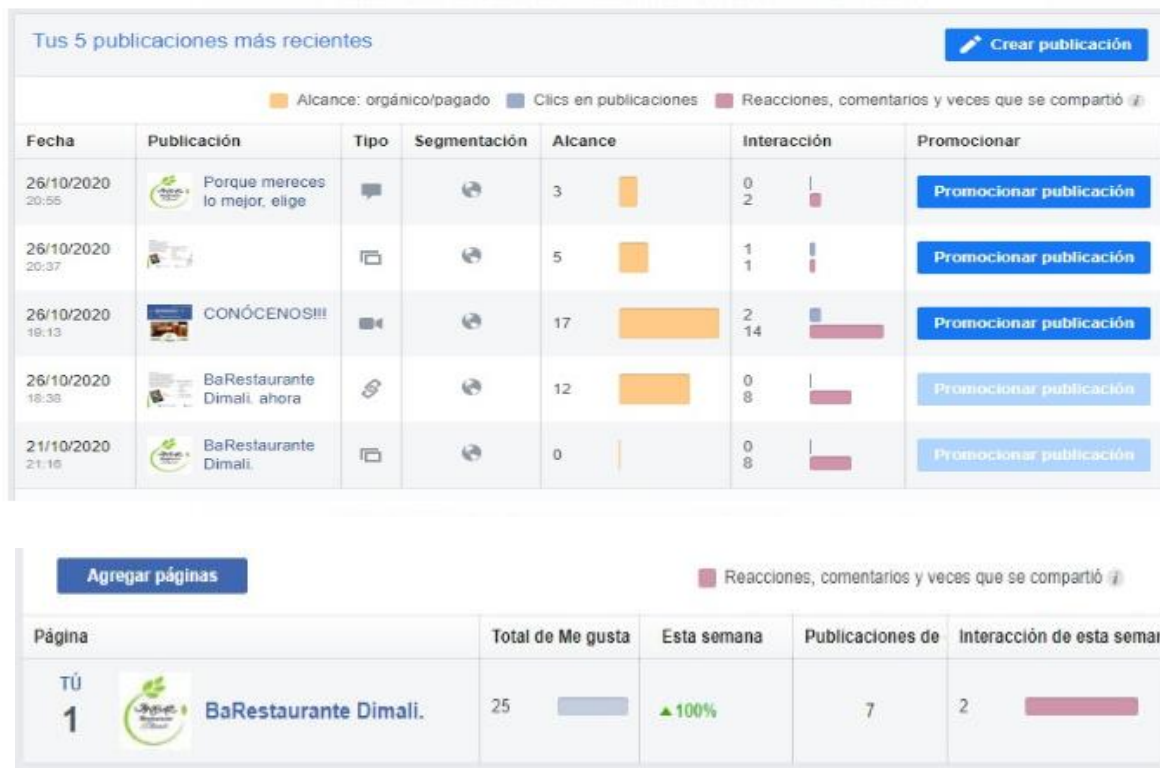 Tus 5 publicaciones más recientes
Crear publicación
Alcance: orgánico/pagado Clics en publicaciones Reacciones, comentarios y veces que se compartió i
Fecha Publicación Tipo Segmentación Alcance Interacción Promocionar
26/10/2020 Porque mereces 3 0 Promocionar publicación
20:55 lo mejor, elige 2
26/10/2020 5 1 Promocionar publicación
20:37 1
26/10/2020 CONÓCENOS!!! 17 2 Promocionar publicación
19:13 14
26/10/2020 BaRestaurante 12 0 Promocionar publicación
18:38 Dimali. ahora 8
21/10/2020 BaRestaurante 0 0 Promocionar publicación
21:16 Dimali. 8
Agregar páginas
Reacciones, comentarios y veces que se compartió i
Página Total de Me gusta Esta semana Publicaciones de Interacción de esta semar
TÚ
1 BaRestaurante Dimali. 25 ▲100% 7 2